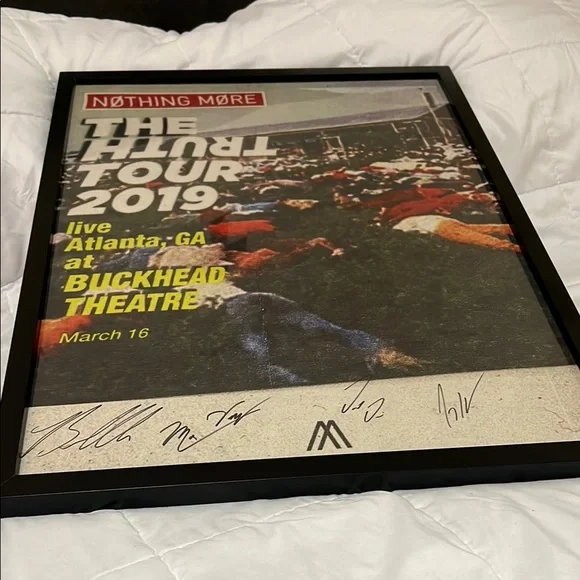 NØTHING MØRE
THE
TRUTH
TOUR
2019
live
Atlanta, GA
at
BUCKHEAD
THEATRE
March 16